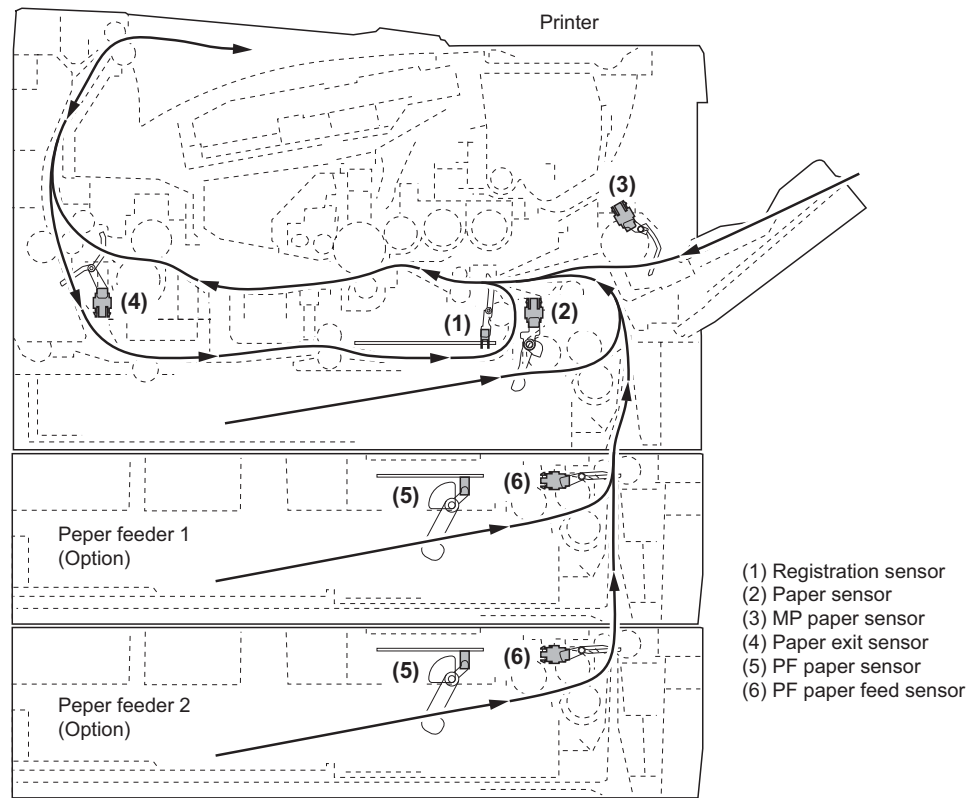 Printer
(3)
(4)
(1)
(2)
(5)
(6)
Peper feeder 1
(Option)
(5)
(6)
Peper feeder 2
(Option)
(1) Registration sensor
(2) Paper sensor
(3) MP paper sensor
(4) Paper exit sensor
(5) PF paper sensor
(6) PF paper feed sensor